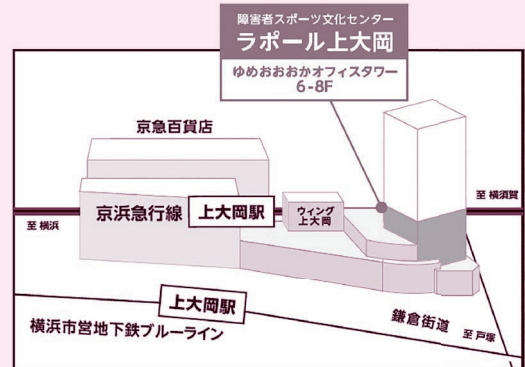 障害者スポーツ文化センター
ラポール上大岡
ゆめおおおかオフィスタワー
6-8F
京急百貨店
至 横須賀
京浜急行線
上大岡駅
ウィング
上大岡
至 横浜
上大岡駅
鎌倉街道
至 戸塚
横浜市営地下鉄ブルーライン